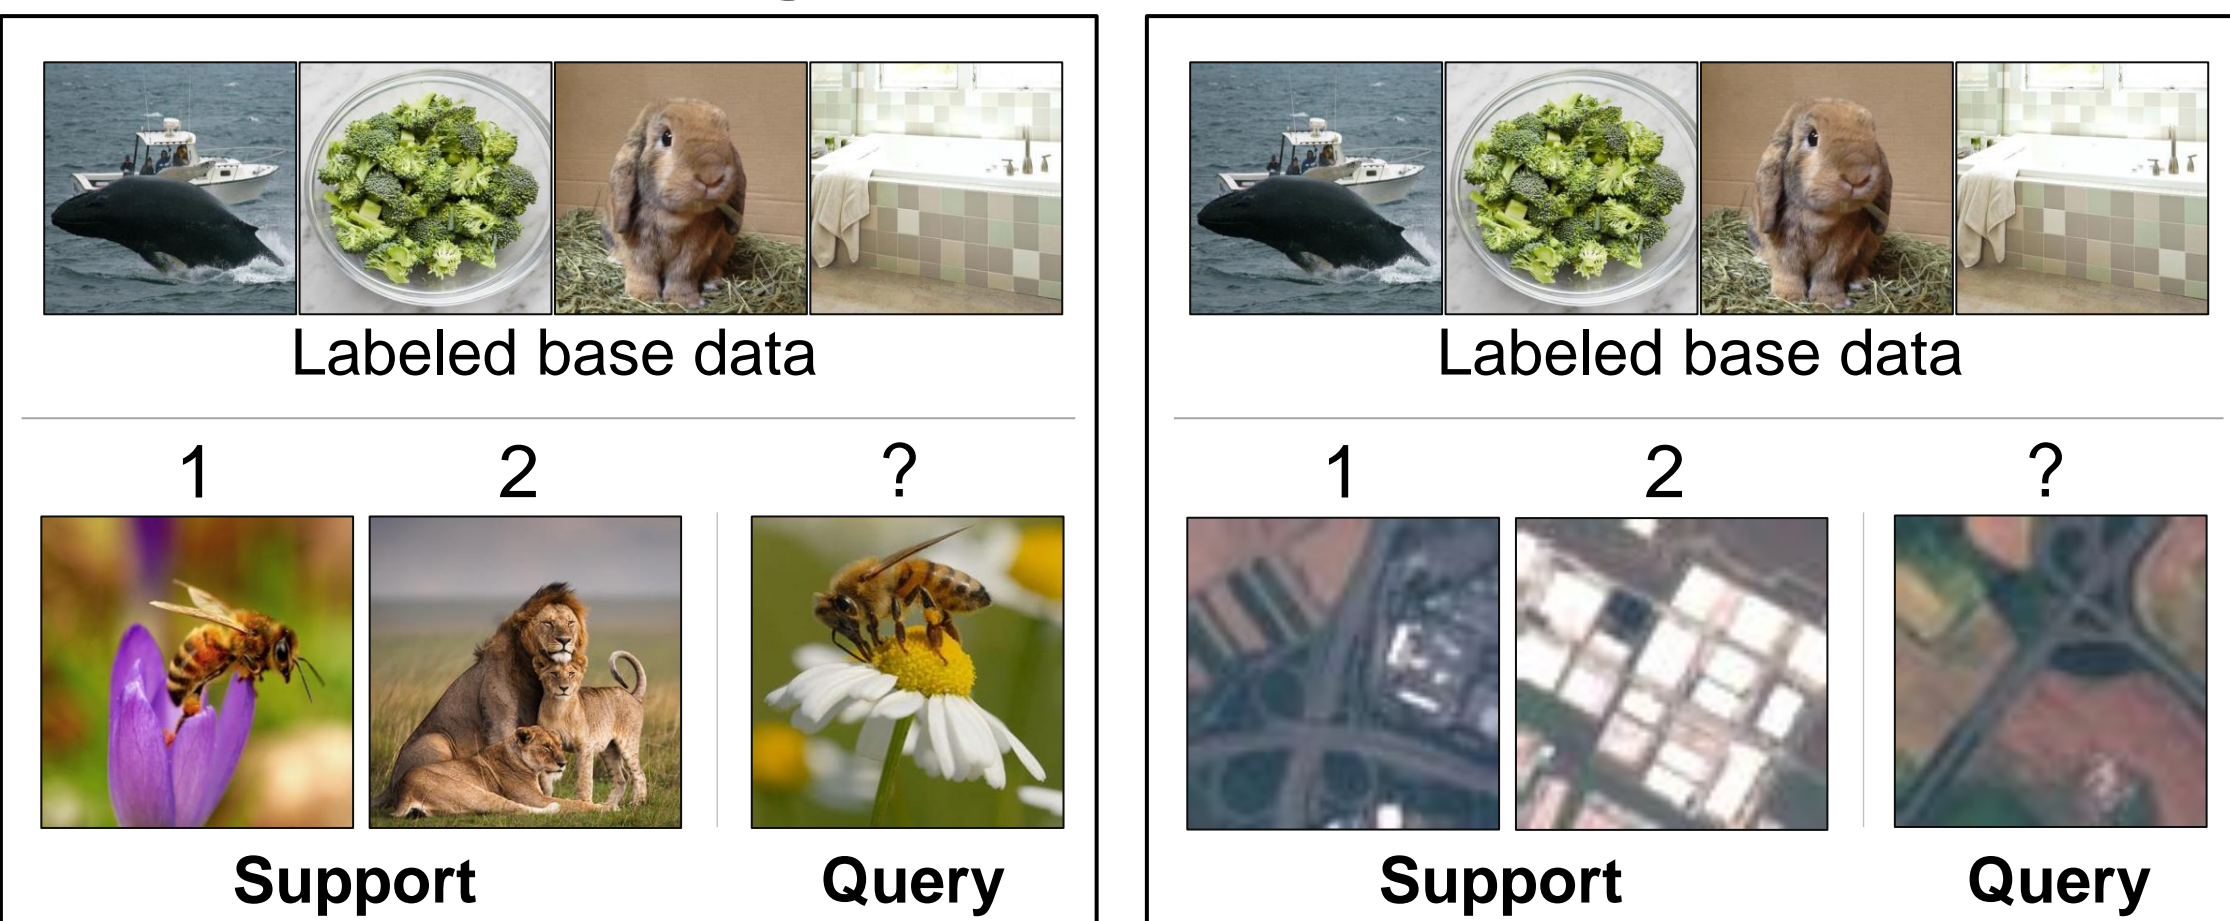 Labeled base data
1 2 ?
Support Query
Labeled base data
1 2 ?
Support Query